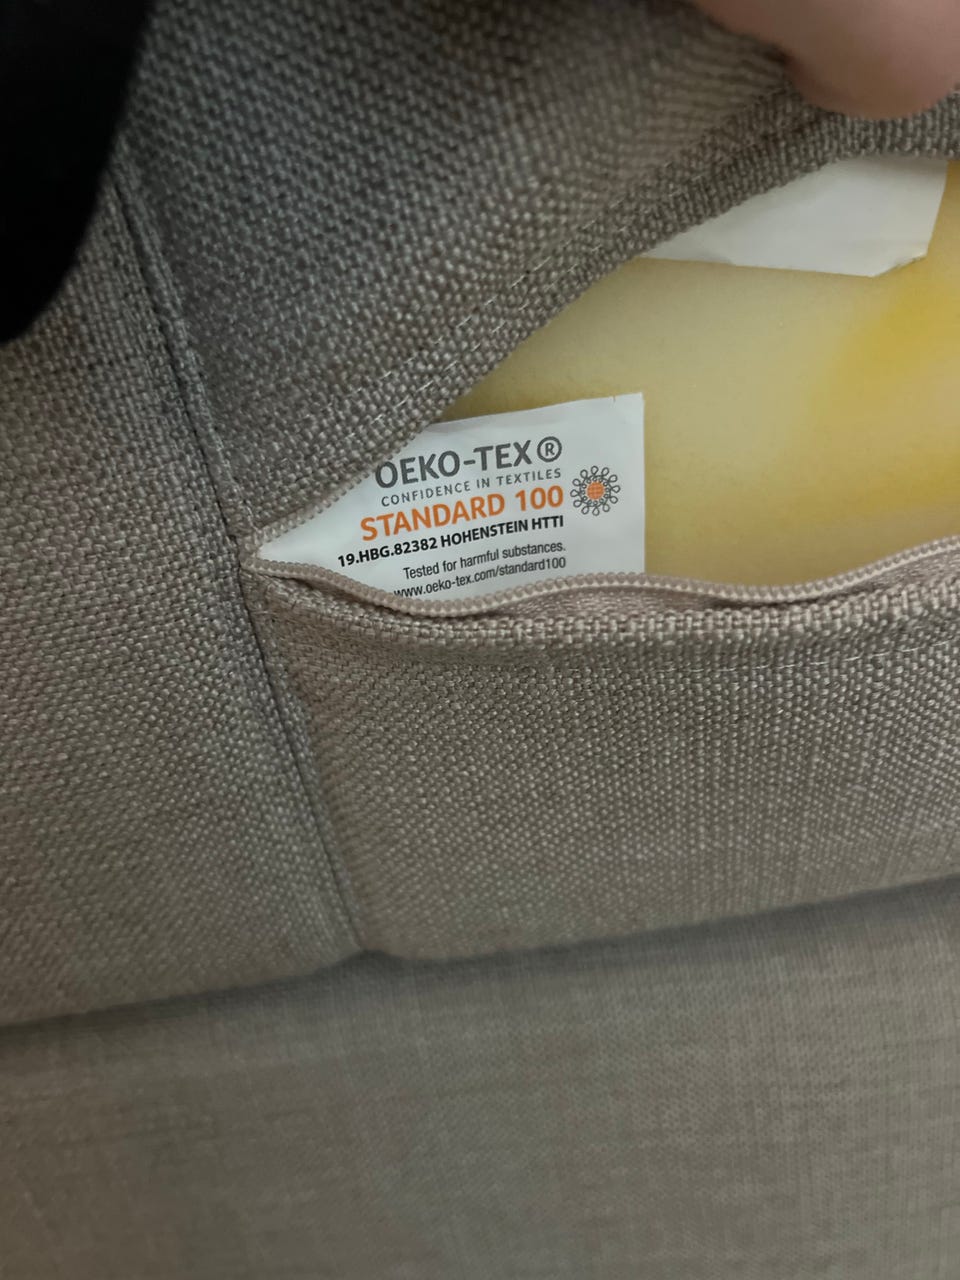 OEKO-TEX®
CONFIDENCE IN TEXTILES
STANDARD 100
19.HBG.82382 HOHENSTEIN HTTI
Tested for harmful substances.
www.oeko-tex.com/standard100